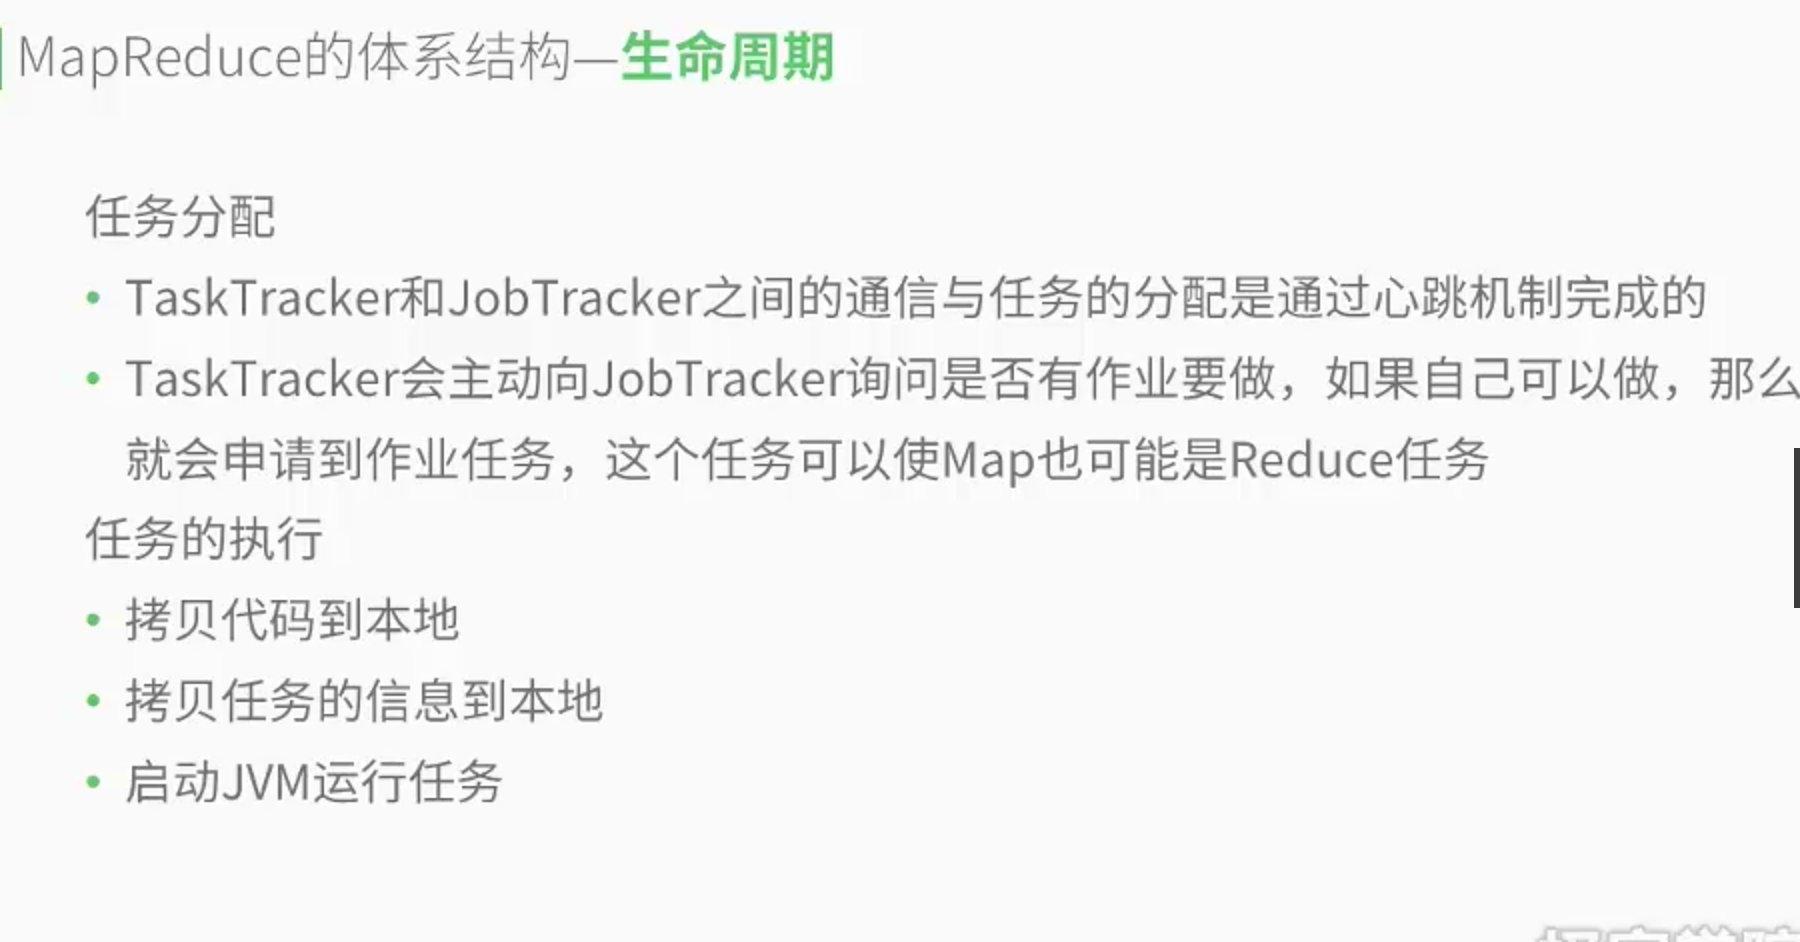 MapReduce的体系结构—生命周期
任务分配
• TaskTracker和JobTracker之间的通信与任务的分配是通过心跳机制完成的
• TaskTracker会主动向JobTracker询问是否有作业要做，如果自己可以做，那么
就会申请到作业任务，这个任务可以使Map也可能是Reduce任务
任务的执行
• 拷贝代码到本地
• 拷贝任务的信息到本地
• 启动JVM运行任务